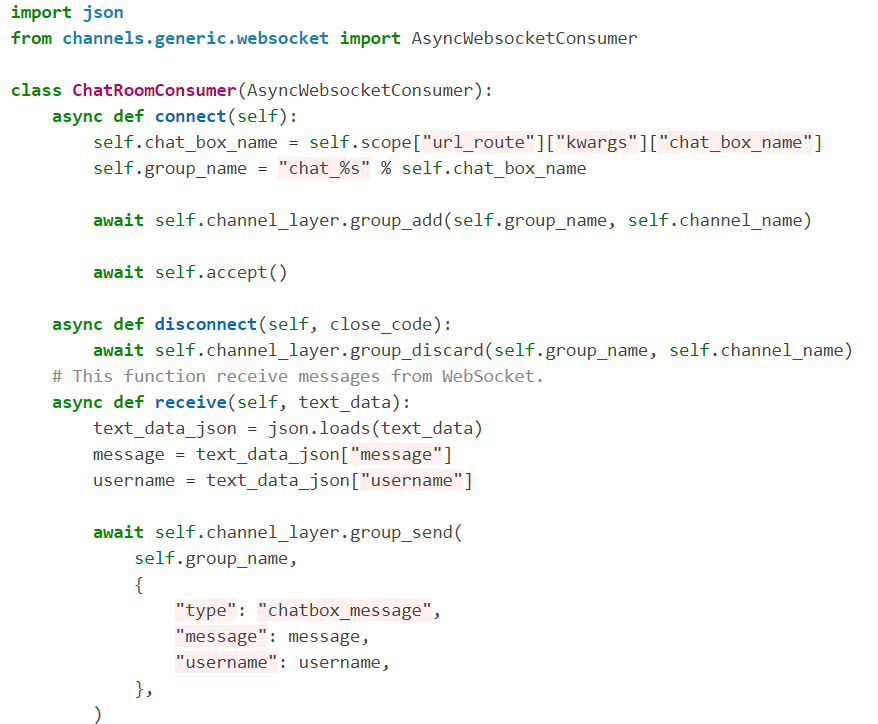 import json
from channels.generic.websocket import AsyncWebsocketConsumer

class ChatRoomConsumer(AsyncWebsocketConsumer):
    async def connect(self):
        self.chat_box_name = self.scope["url_route"]["kwargs"]["chat_box_name"]
        self.group_name = "chat_%s" % self.chat_box_name

        await self.channel_layer.group_add(self.group_name, self.channel_name)

        await self.accept()

    async def disconnect(self, close_code):
        await self.channel_layer.group_discard(self.group_name, self.channel_name)
    # This function receive messages from WebSocket.
    async def receive(self, text_data):
        text_data_json = json.loads(text_data)
        message = text_data_json["message"]
        username = text_data_json["username"]

        await self.channel_layer.group_send(
            self.group_name,
            {
                "type": "chatbox_message",
                "message": message,
                "username": username,
            },
        )